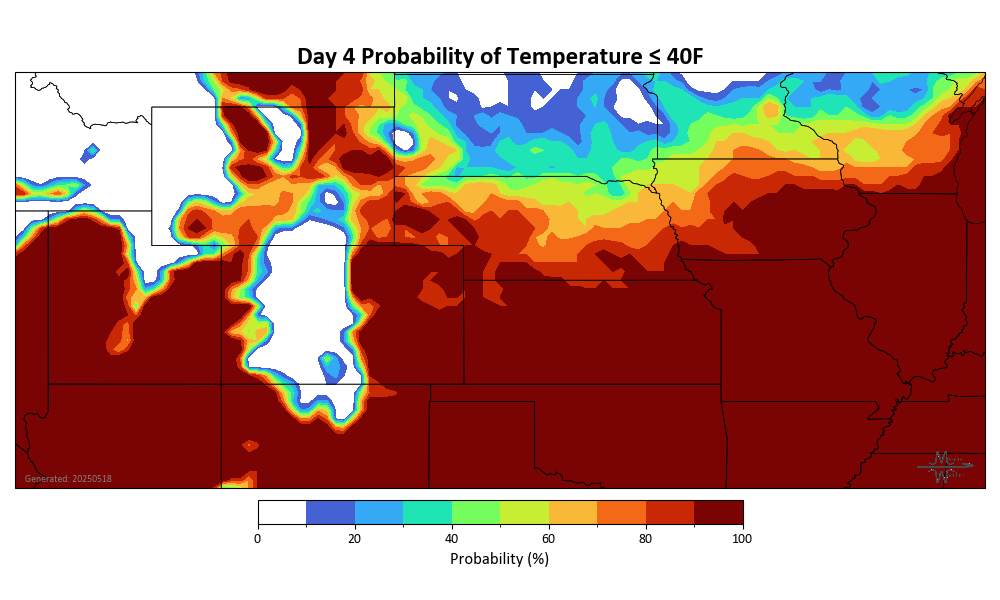 Day 4 Probability of Temperature ≤ 40F
Generated: 20250518
0 20 40 60 80 100
Probability (%)